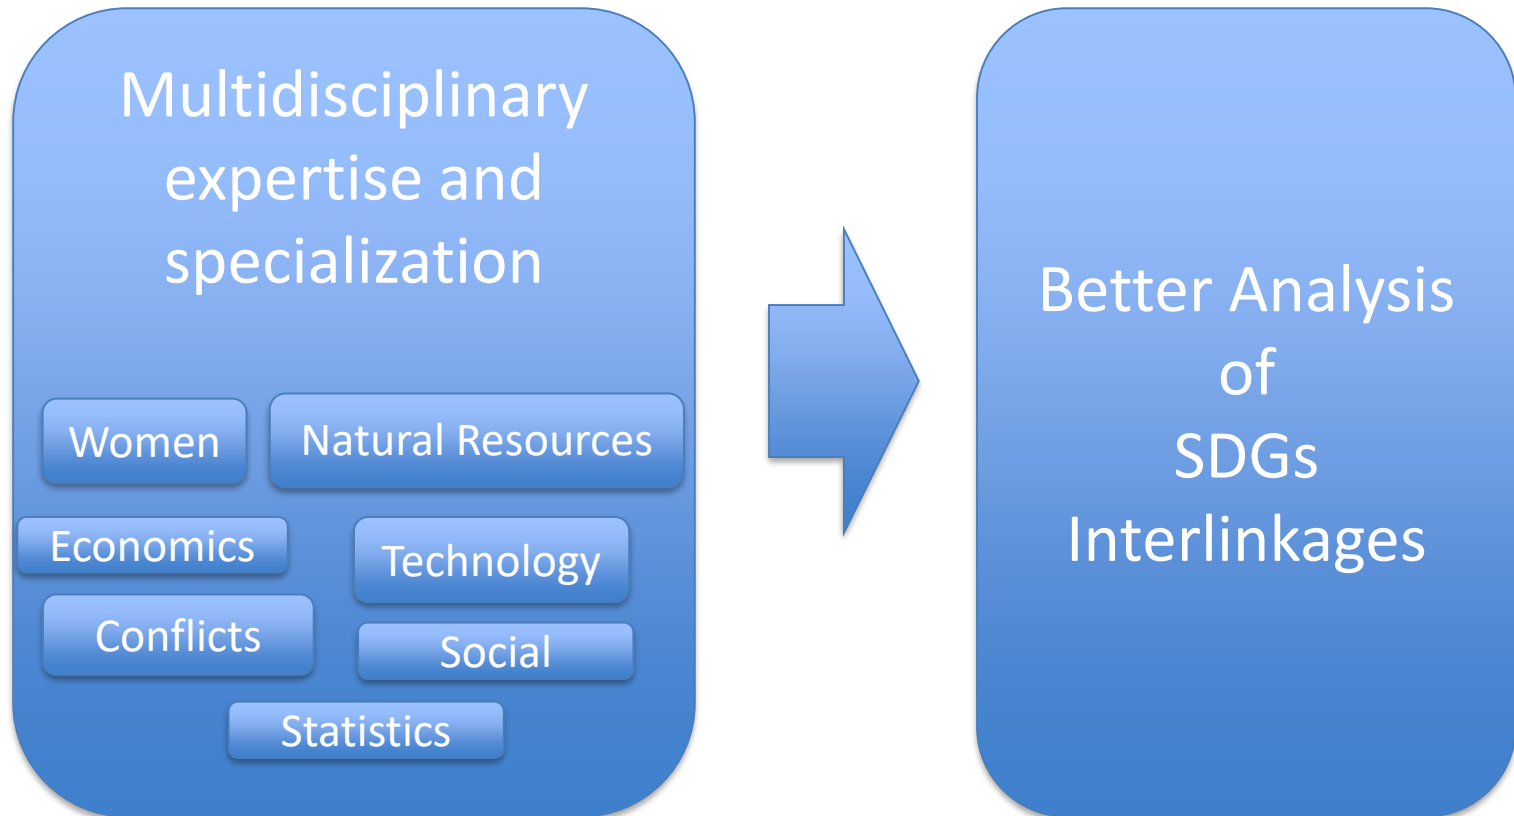 Multidisciplinary
expertise and
specialization
Women
Natural Resources
Economics
Technology
Conflicts
Social
Statistics
Better Analysis
of
SDGs
Interlinkages